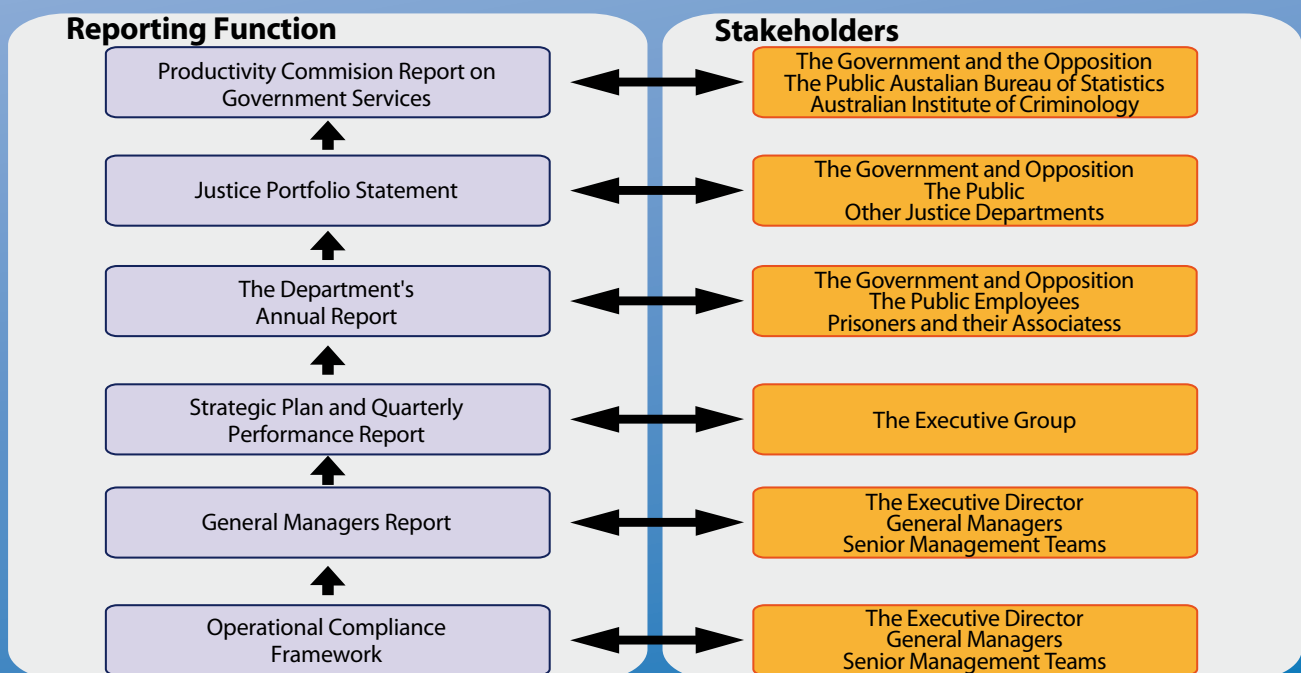 Reporting Function
Stakeholders
Productivity Commision Report on
Government Services
The Government and the Opposition
The Public Austalian Bureau of Statistics
Australian Institute of Criminology
Justice Portfolio Statement
The Government and Opposition
The Public
Other Justice Departments
The Department's
Annual Report
The Government and Opposition
The Public Employees
Prisoners and their Associatess
Strategic Plan and Quarterly
Performance Report
The Executive Group
General Managers Report
The Executive Director
General Managers
Senior Management Teams
Operational Compliance
Framework
The Executive Director
General Managers
Senior Management Teams